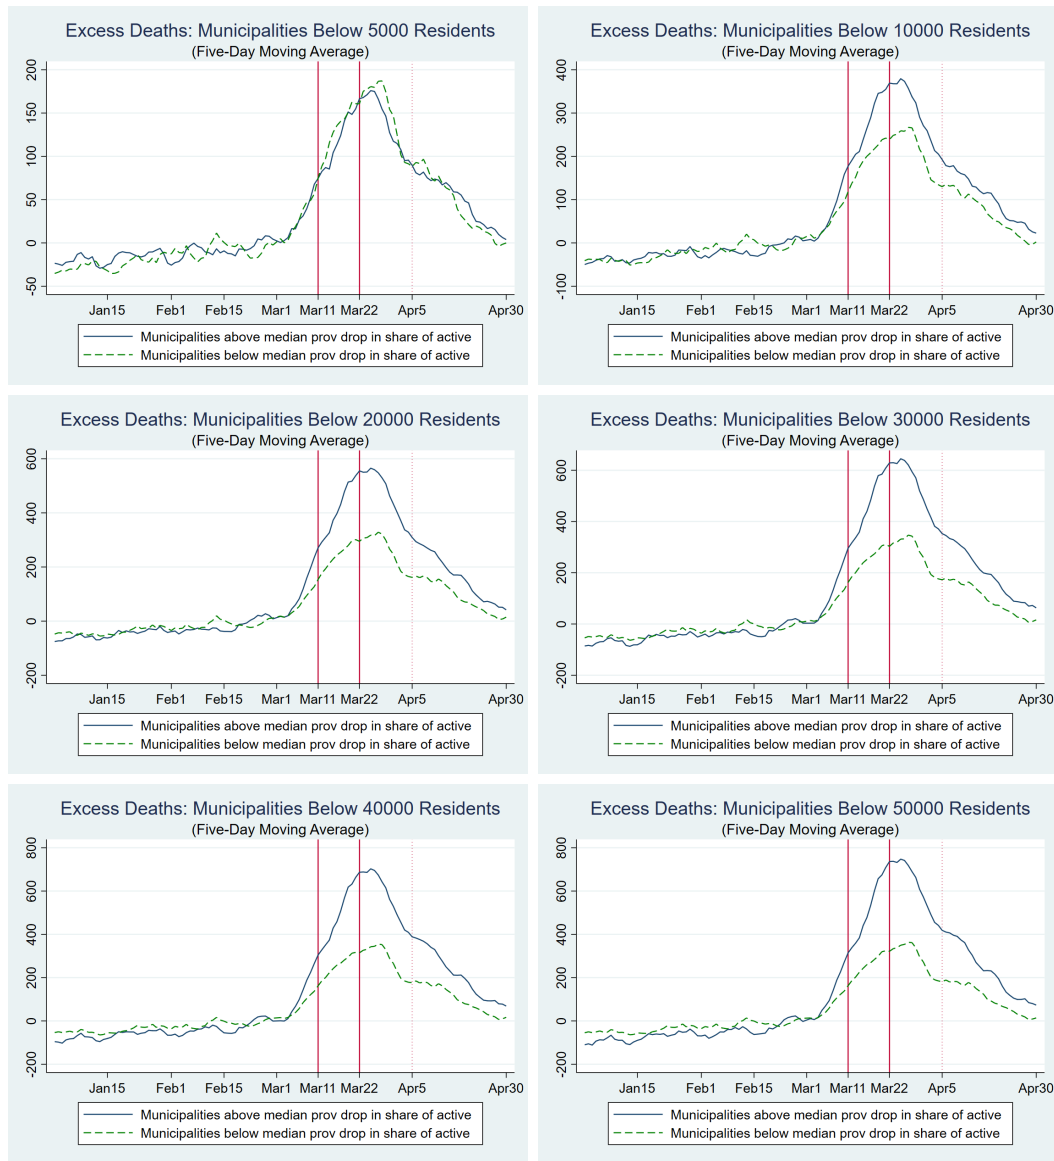 Excess Deaths: Municipalities Below 5000 Residents
(Five-Day Moving Average)
200
150
100
50
0
-50
Jan15 Feb1 Feb15 Mar1 Mar11 Mar22 Apr5 Apr30
Municipalities above median prov drop in share of active
Municipalities below median prov drop in share of active
Excess Deaths: Municipalities Below 10000 Residents
(Five-Day Moving Average)
400
300
200
100
0
-100
Jan15 Feb1 Feb15 Mar1 Mar11 Mar22 Apr5 Apr30
Municipalities above median prov drop in share of active
Municipalities below median prov drop in share of active
Excess Deaths: Municipalities Below 20000 Residents
(Five-Day Moving Average)
600
400
200
0
-200
Jan15 Feb1 Feb15 Mar1 Mar11 Mar22 Apr5 Apr30
Municipalities above median prov drop in share of active
Municipalities below median prov drop in share of active
Excess Deaths: Municipalities Below 30000 Residents
(Five-Day Moving Average)
600
400
200
0
-200
Jan15 Feb1 Feb15 Mar1 Mar11 Mar22 Apr5 Apr30
Municipalities above median prov drop in share of active
Municipalities below median prov drop in share of active
Excess Deaths: Municipalities Below 40000 Residents
(Five-Day Moving Average)
800
600
400
200
0
-200
Jan15 Feb1 Feb15 Mar1 Mar11 Mar22 Apr5 Apr30
Municipalities above median prov drop in share of active
Municipalities below median prov drop in share of active
Excess Deaths: Municipalities Below 50000 Residents
(Five-Day Moving Average)
800
600
400
200
0
-200
Jan15 Feb1 Feb15 Mar1 Mar11 Mar22 Apr5 Apr30
Municipalities above median prov drop in share of active
Municipalities below median prov drop in share of active